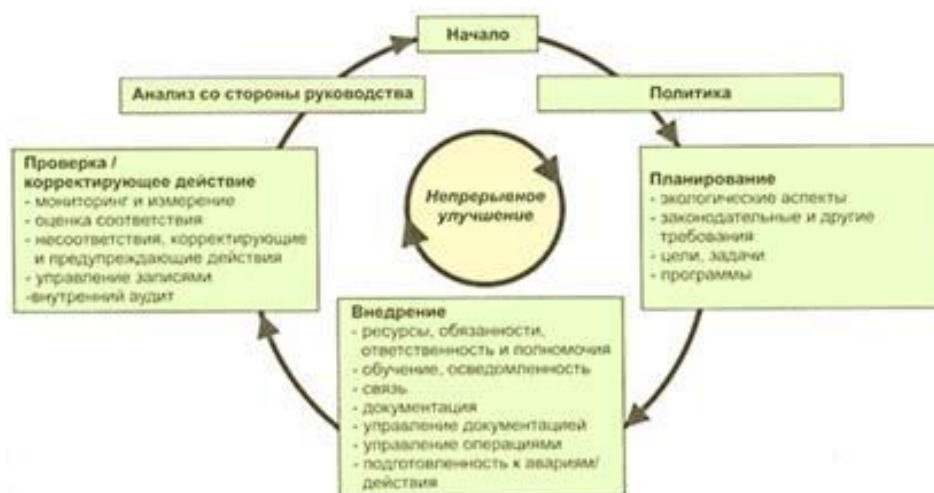 Начало
Политика
Планирование
- экологические аспекты
- законодательные и другие
требования
- цели, задачи
- программы
Внедрение
- ресурсы, обязанности,
ответственность и полномочия
- обучение, осведомленность
- связь
- документация
- управление документацией
- управление операциями
- подготовленность к авариям/
действия
Проверка /
корректирующее действие
- мониторинг и измерение
- оценка соответствия
- несоответствия, корректирующие
и предупреждающие действия
- управление записями
-внутренний аудит
Анализ со стороны руководства
Непрерывное
улучшение